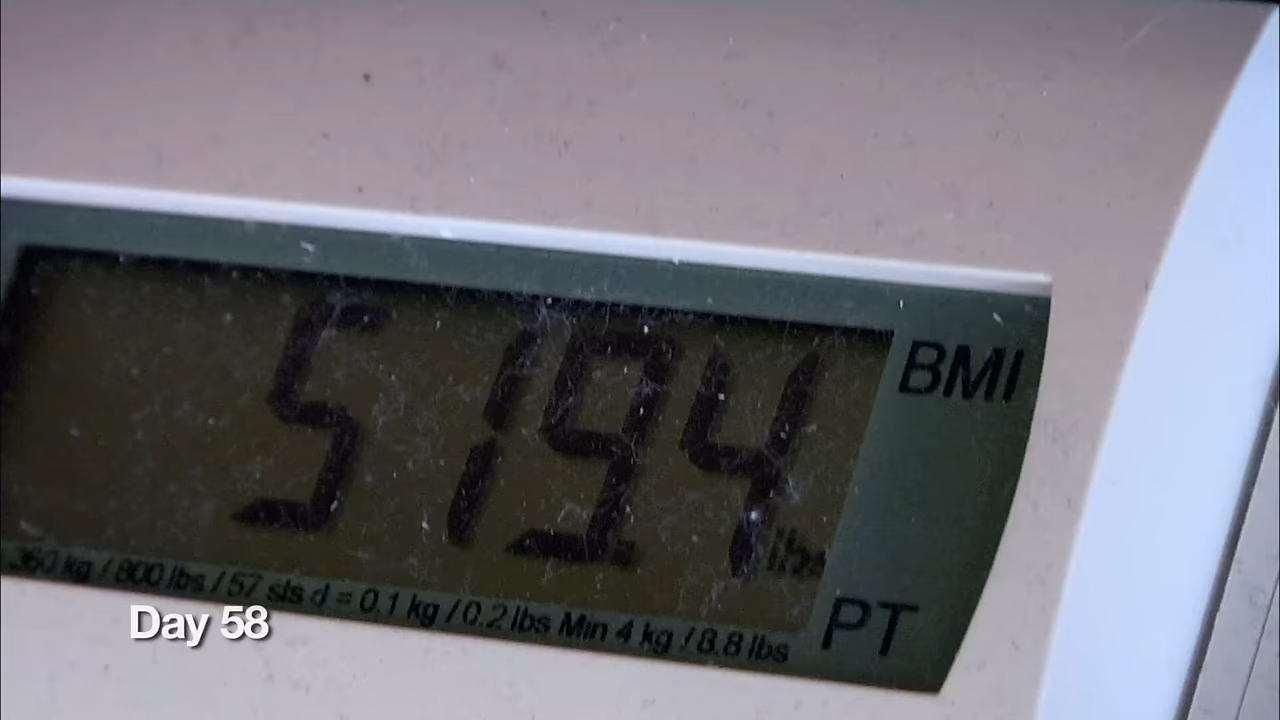 519.4 lbs
BMI
PT
360 kg / 800 lbs / 57 sts d = 0.1 kg / 0.2 lbs Min 4 kg / 8.8 lbs
Day 58